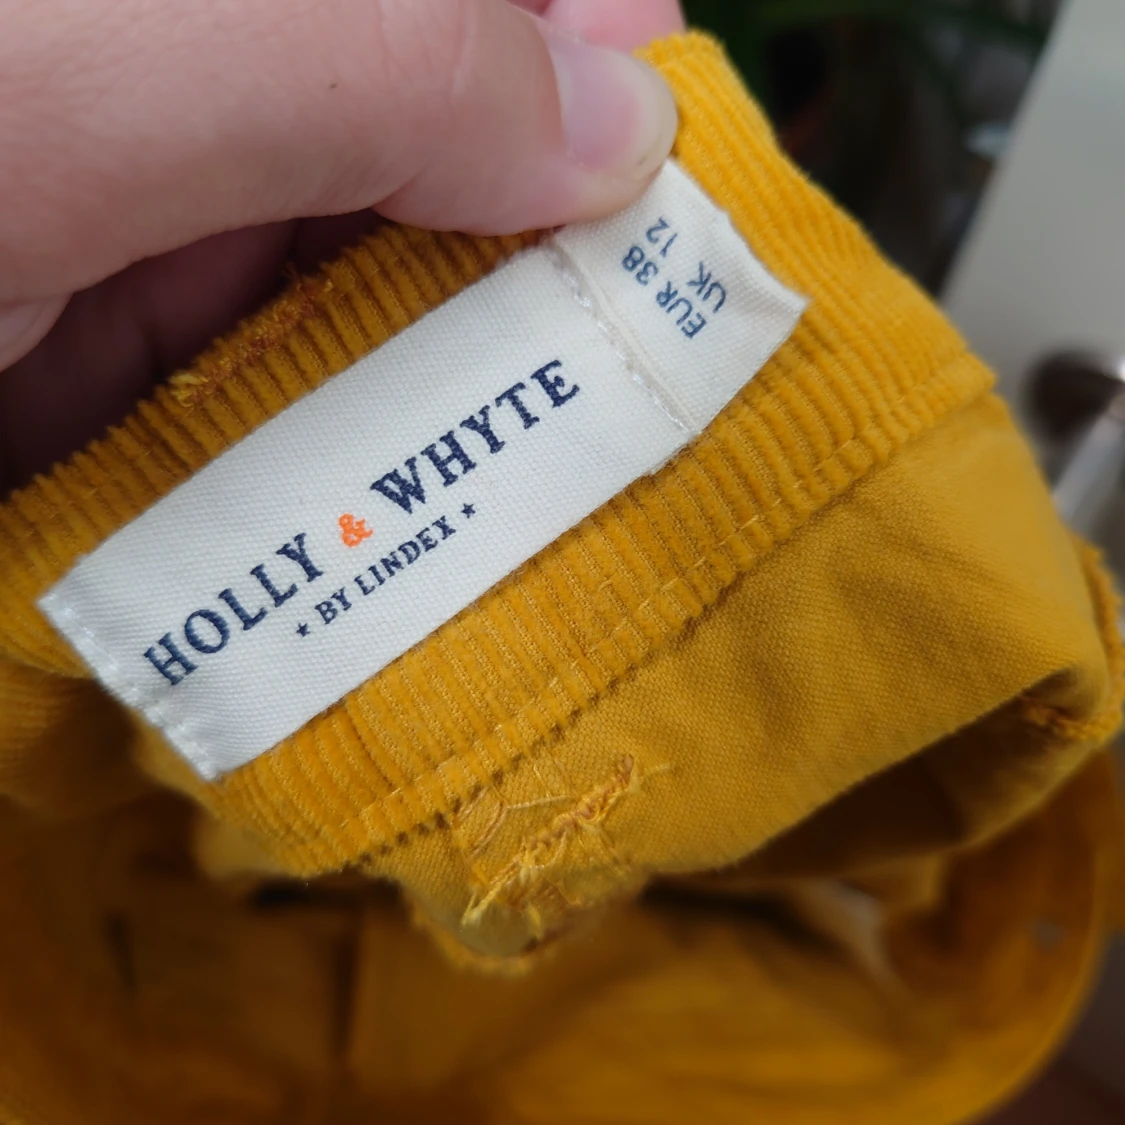 HOLLY & WHYTE
★ BY LINDEX ★
EUR 38
UK 12